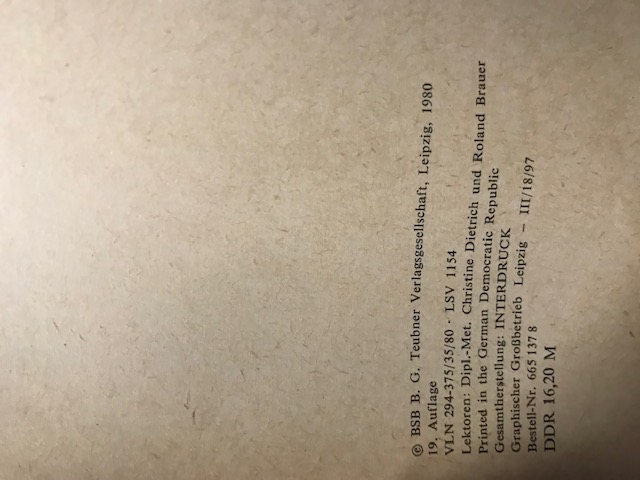 © BSB B. G. Teubner Verlagsgesellschaft, Leipzig, 1980
19. Auflage
VLN 294-375/35/80 · LSV 1154
Lektoren: Dipl.-Met. Christine Dietrich und Roland Brauer
Printed in the German Democratic Republic
Gesamtherstellung: INTERDRUCK
Graphischer Großbetrieb Leipzig – III/18/97
Bestell-Nr. 665 137 8
DDR 16,20 M